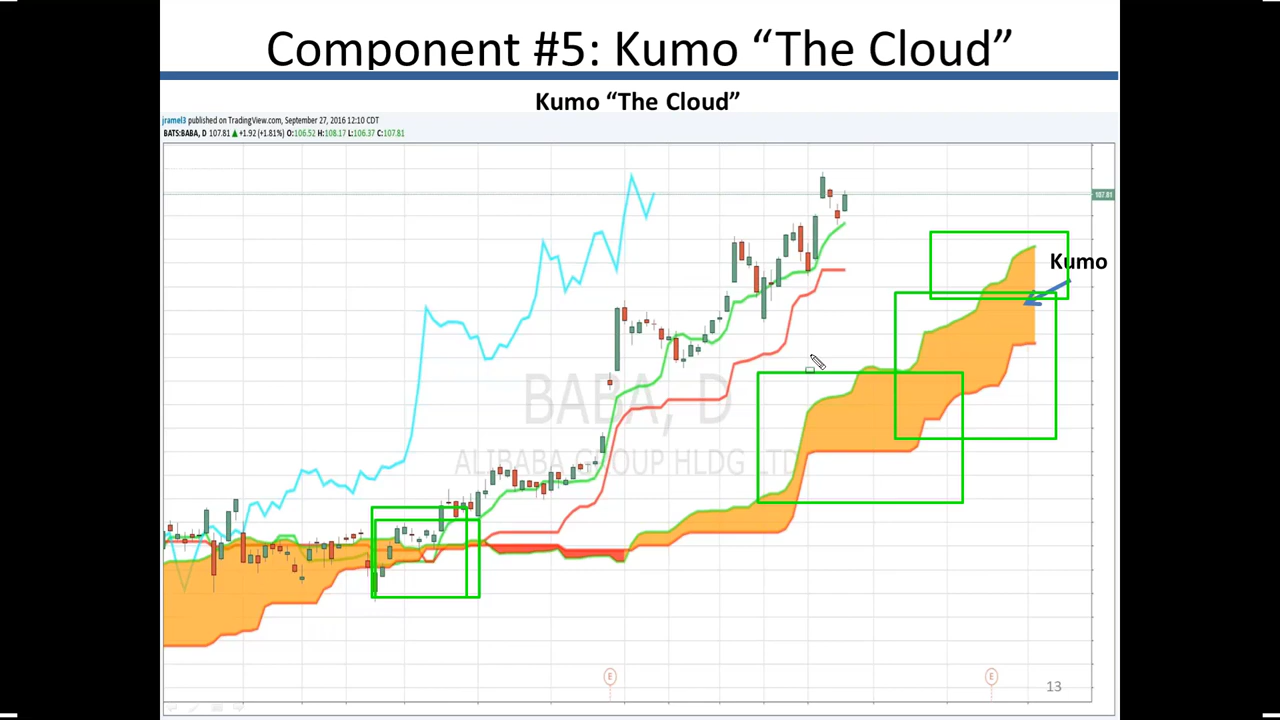 Component #5: Kumo “The Cloud”
Kumo “The Cloud”
jramel3 published on TradingView.com, September 27, 2016 12:10 CDT
BATS:BABA, D 107.81 ▲ +1.92 (+1.81%) O:106.52 H:108.17 L:106.37 C:107.81
107.81
Kumo
BABA, D
ALIBABA GROUP HLDG LTD
E
E
13